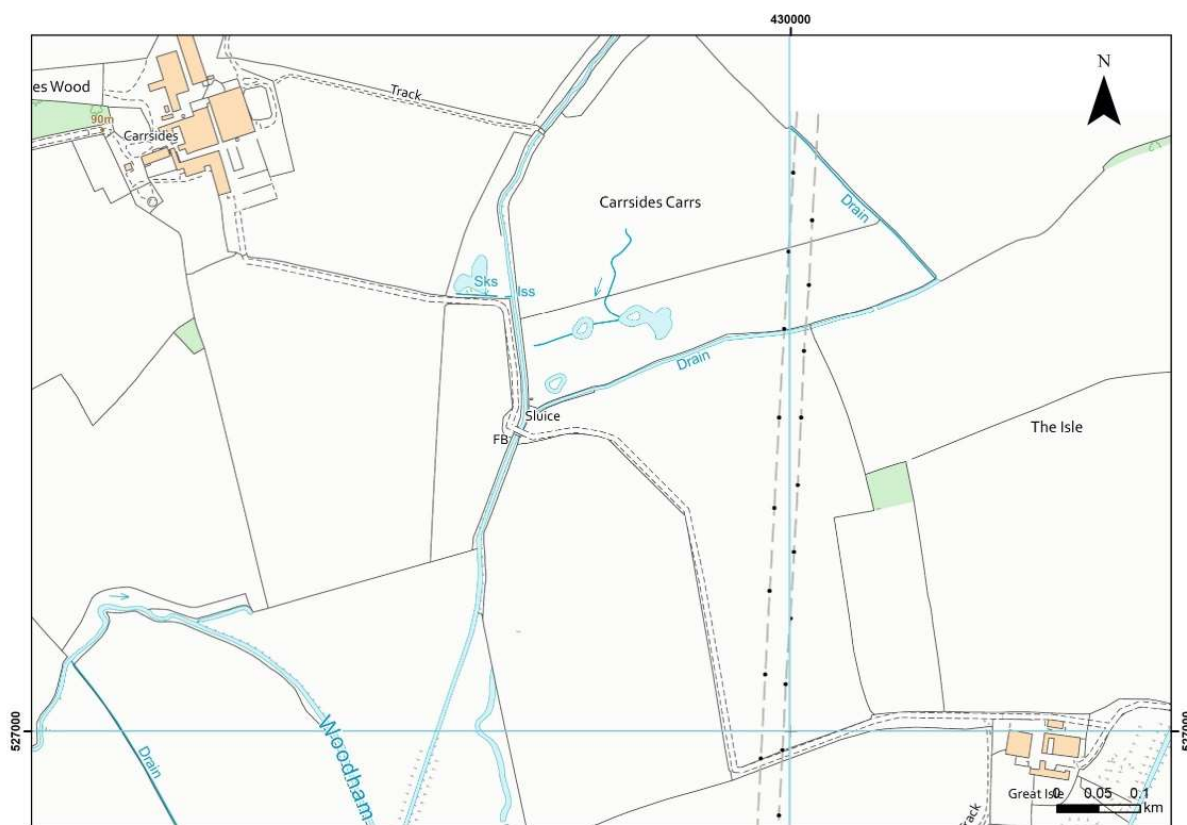 430000
N
es Wood
Track
90m
Carrsides
Carrsides Carrs
Drain
Sks
Iss
Drain
Sluice
FB
The Isle
527000
527000
Woodham
Drain
Great Isle
0 0.05 0.1
km
Track